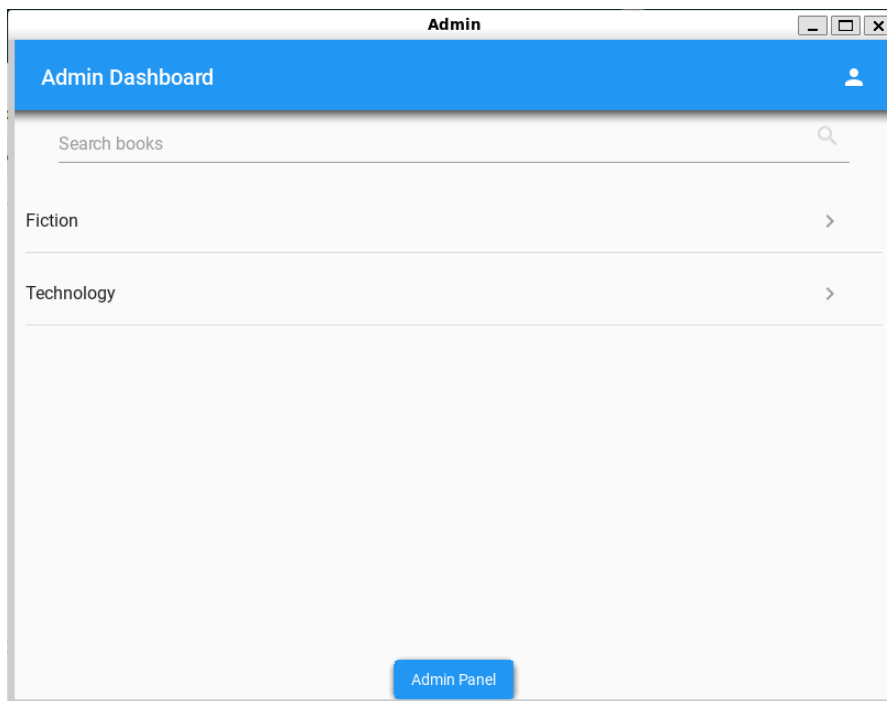 Admin
Admin Dashboard
Search books
Fiction
Technology
Admin Panel